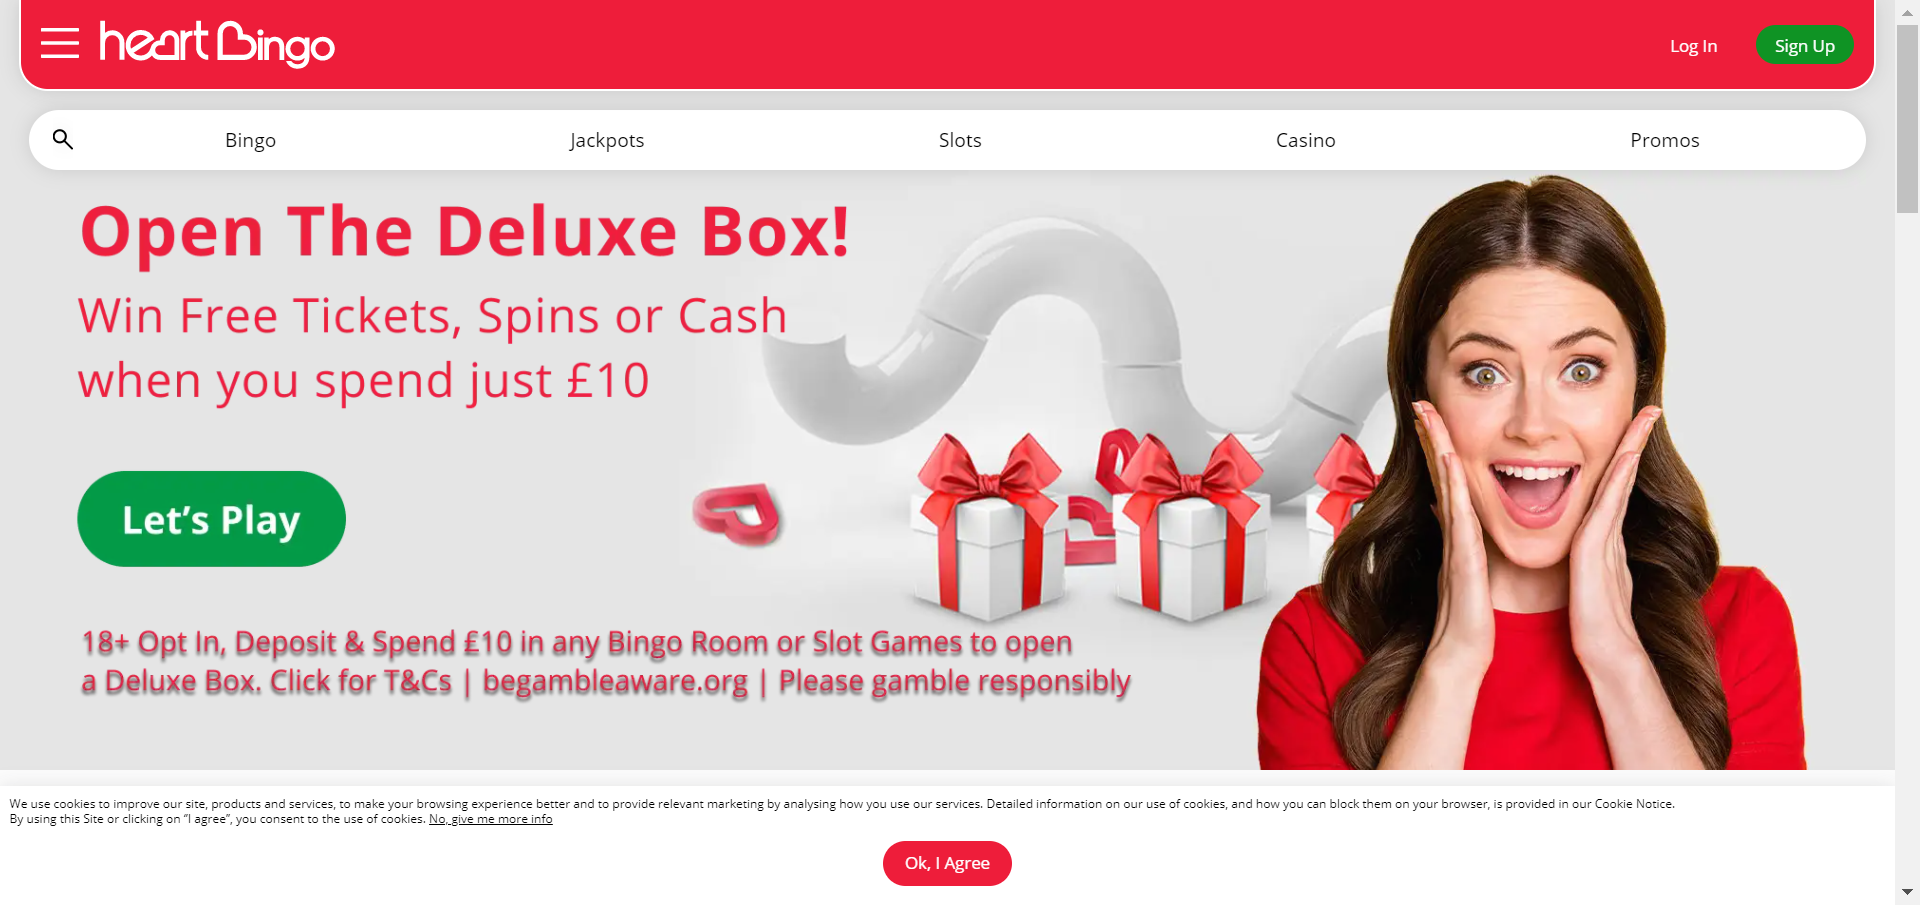 heart Bingo
Log In
Sign Up
Bingo
Jackpots
Slots
Casino
Promos
Open The Deluxe Box!
Win Free Tickets, Spins or Cash
when you spend just £10
Let's Play
18+ Opt In, Deposit & Spend £10 in any Bingo Room or Slot Games to open
a Deluxe Box. Click for T&Cs | begambleaware.org | Please gamble responsibly
We use cookies to improve our site, products and services, to make your browsing experience better and to provide relevant marketing by analysing how you use our services. Detailed information on our use of cookies, and how you can block them on your browser, is provided in our Cookie Notice.
By using this Site or clicking on “I agree”, you consent to the use of cookies. No, give me more info
Ok, I Agree